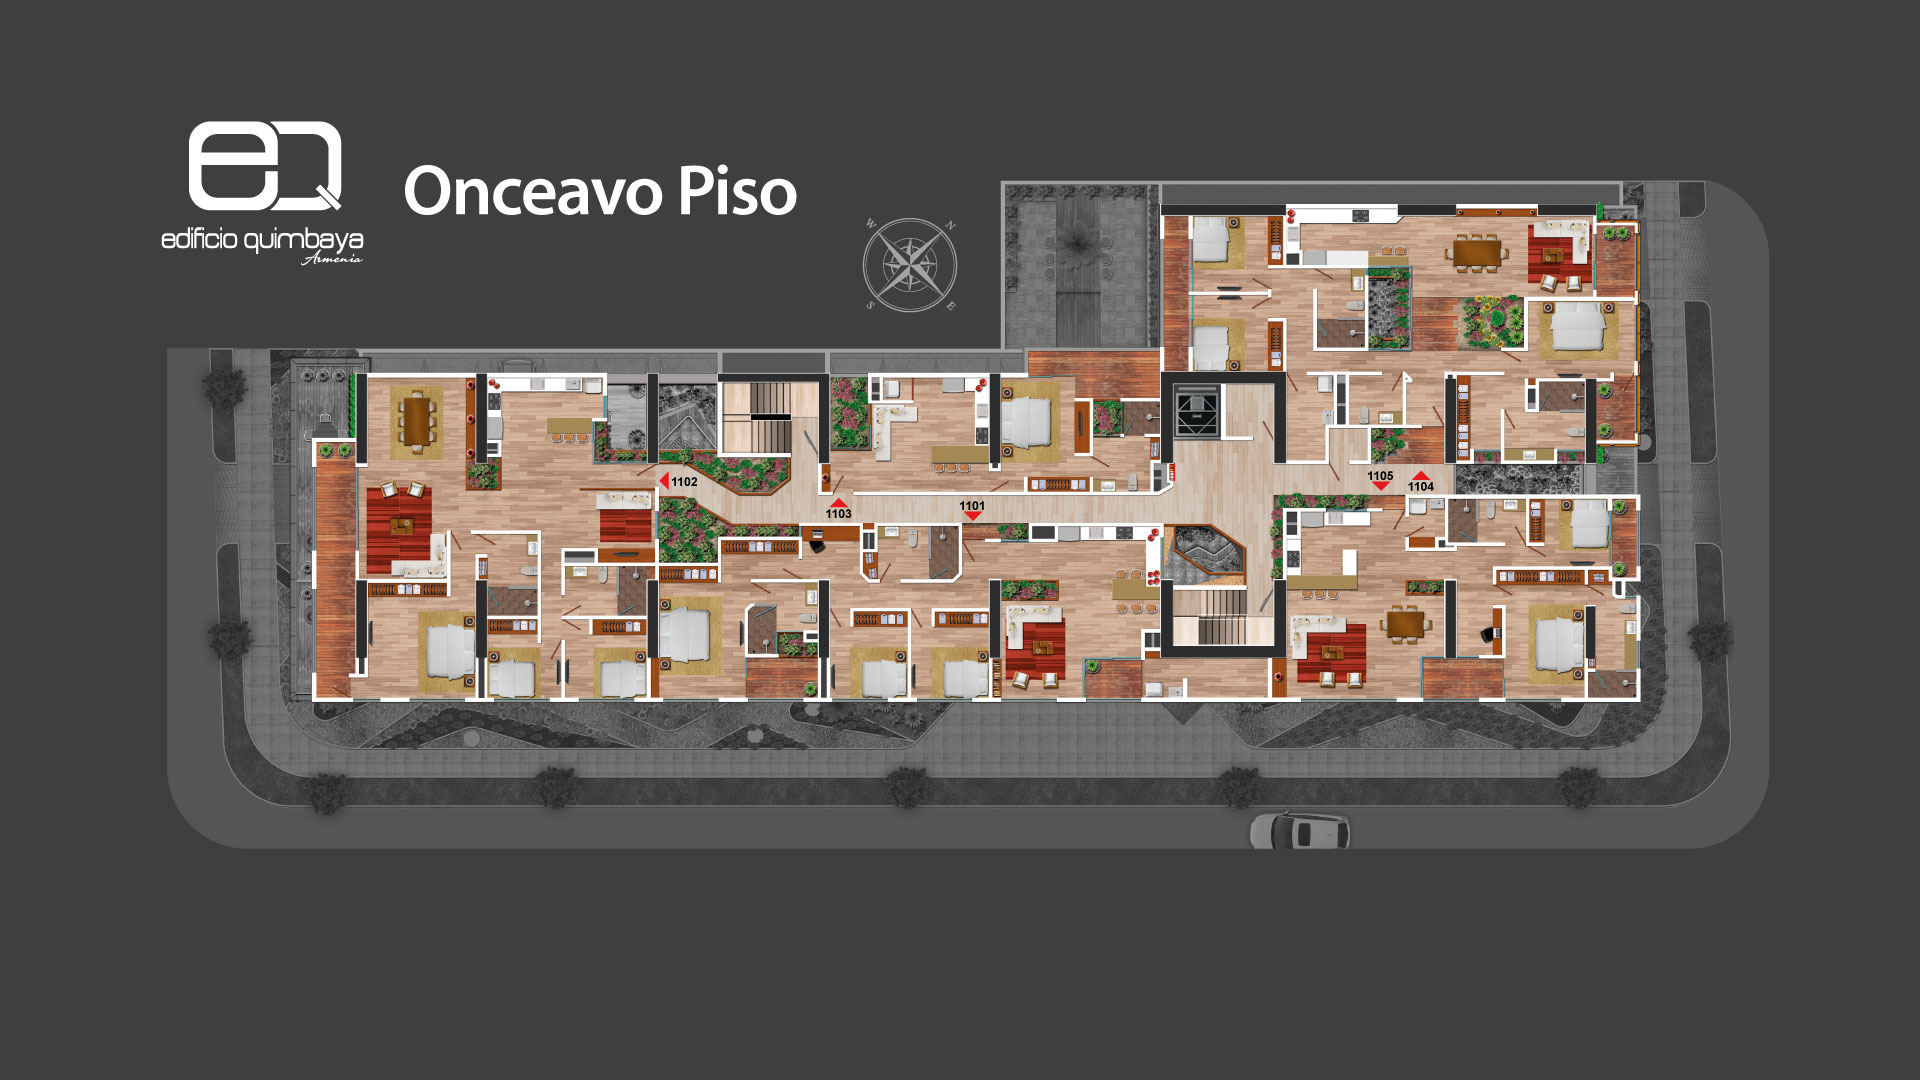 eQ
edificio quimbaya
Armenia
Onceavo Piso
W
N
S
E
1102
1103
1101
1105
1104